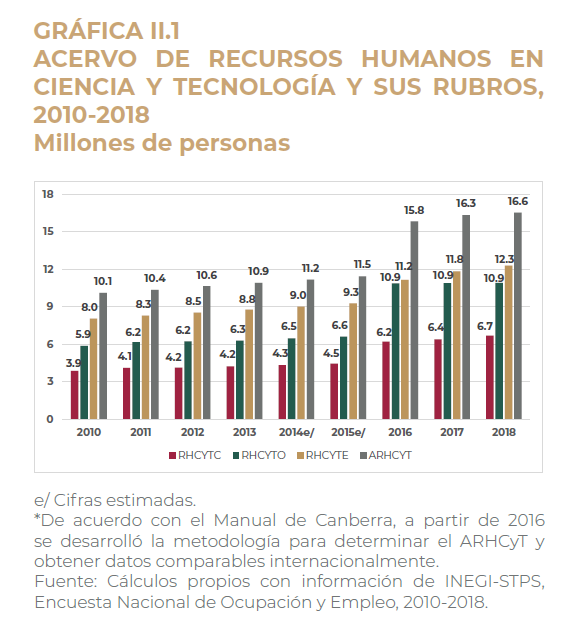 GRÁFICA II.1
ACERVO DE RECURSOS HUMANOS EN
CIENCIA Y TECNOLOGÍA Y SUS RUBROS,
2010-2018
Millones de personas
18
15
12
9
6
3
0
3.9 5.9 8.0 10.1
4.1 6.2 8.3 10.4
4.2 6.2 8.5 10.6
4.2 6.3 8.8 10.9
4.3 6.5 9.0 11.2
4.5 6.6 9.3 11.5
6.2 10.9 11.2 15.8
6.4 10.9 11.8 16.3
6.7 10.9 12.3 16.6
2010 2011 2012 2013 2014e/ 2015e/ 2016 2017 2018
RHCYTC RHCYTO RHCYTE ARHCYT
e/ Cifras estimadas.
*De acuerdo con el Manual de Canberra, a partir de 2016
se desarrolló la metodología para determinar el ARHCyT y
obtener datos comparables internacionalmente.
Fuente: Cálculos propios con información de INEGI-STPS,
Encuesta Nacional de Ocupación y Empleo, 2010-2018.